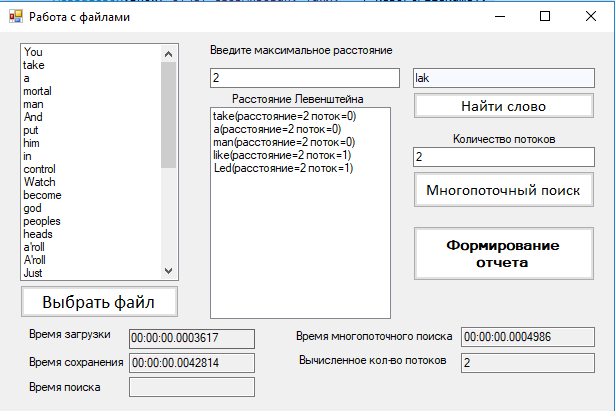 Работа с файлами
You
take
a
mortal
man
And
put
him
in
control
Watch
become
god
peoples
heads
a'roll
A'roll
Just
Выбрать файл
Введите максимальное расстояние
2
Расстояние Левенштейна
take(расстояние=2 поток=0)
a(расстояние=2 поток=0)
man(расстояние=2 поток=0)
like(расстояние=2 поток=1)
Led(расстояние=2 поток=1)
lak
Найти слово
Количество потоков
2
Многопоточный поиск
Формирование
отчета
Время загрузки
00:00:00.0003617
Время сохранения
00:00:00.0042814
Время поиска
Время многопоточного поиска
00:00:00.0004986
Вычисленное кол-во потоков
2